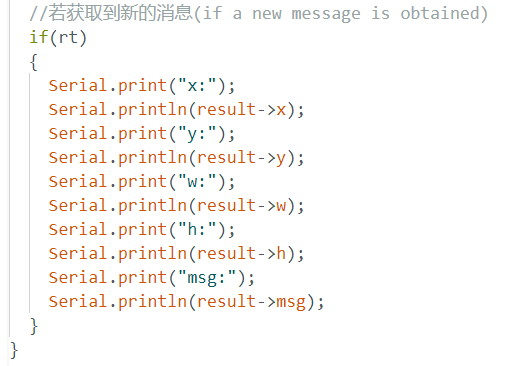 //若获取到新的消息(if a new message is obtained)
if(rt)
{
Serial.print("x:");
Serial.println(result->x);
Serial.print("y:");
Serial.println(result->y);
Serial.print("w:");
Serial.println(result->w);
Serial.print("h:");
Serial.println(result->h);
Serial.print("msg:");
Serial.println(result->msg);
}
}